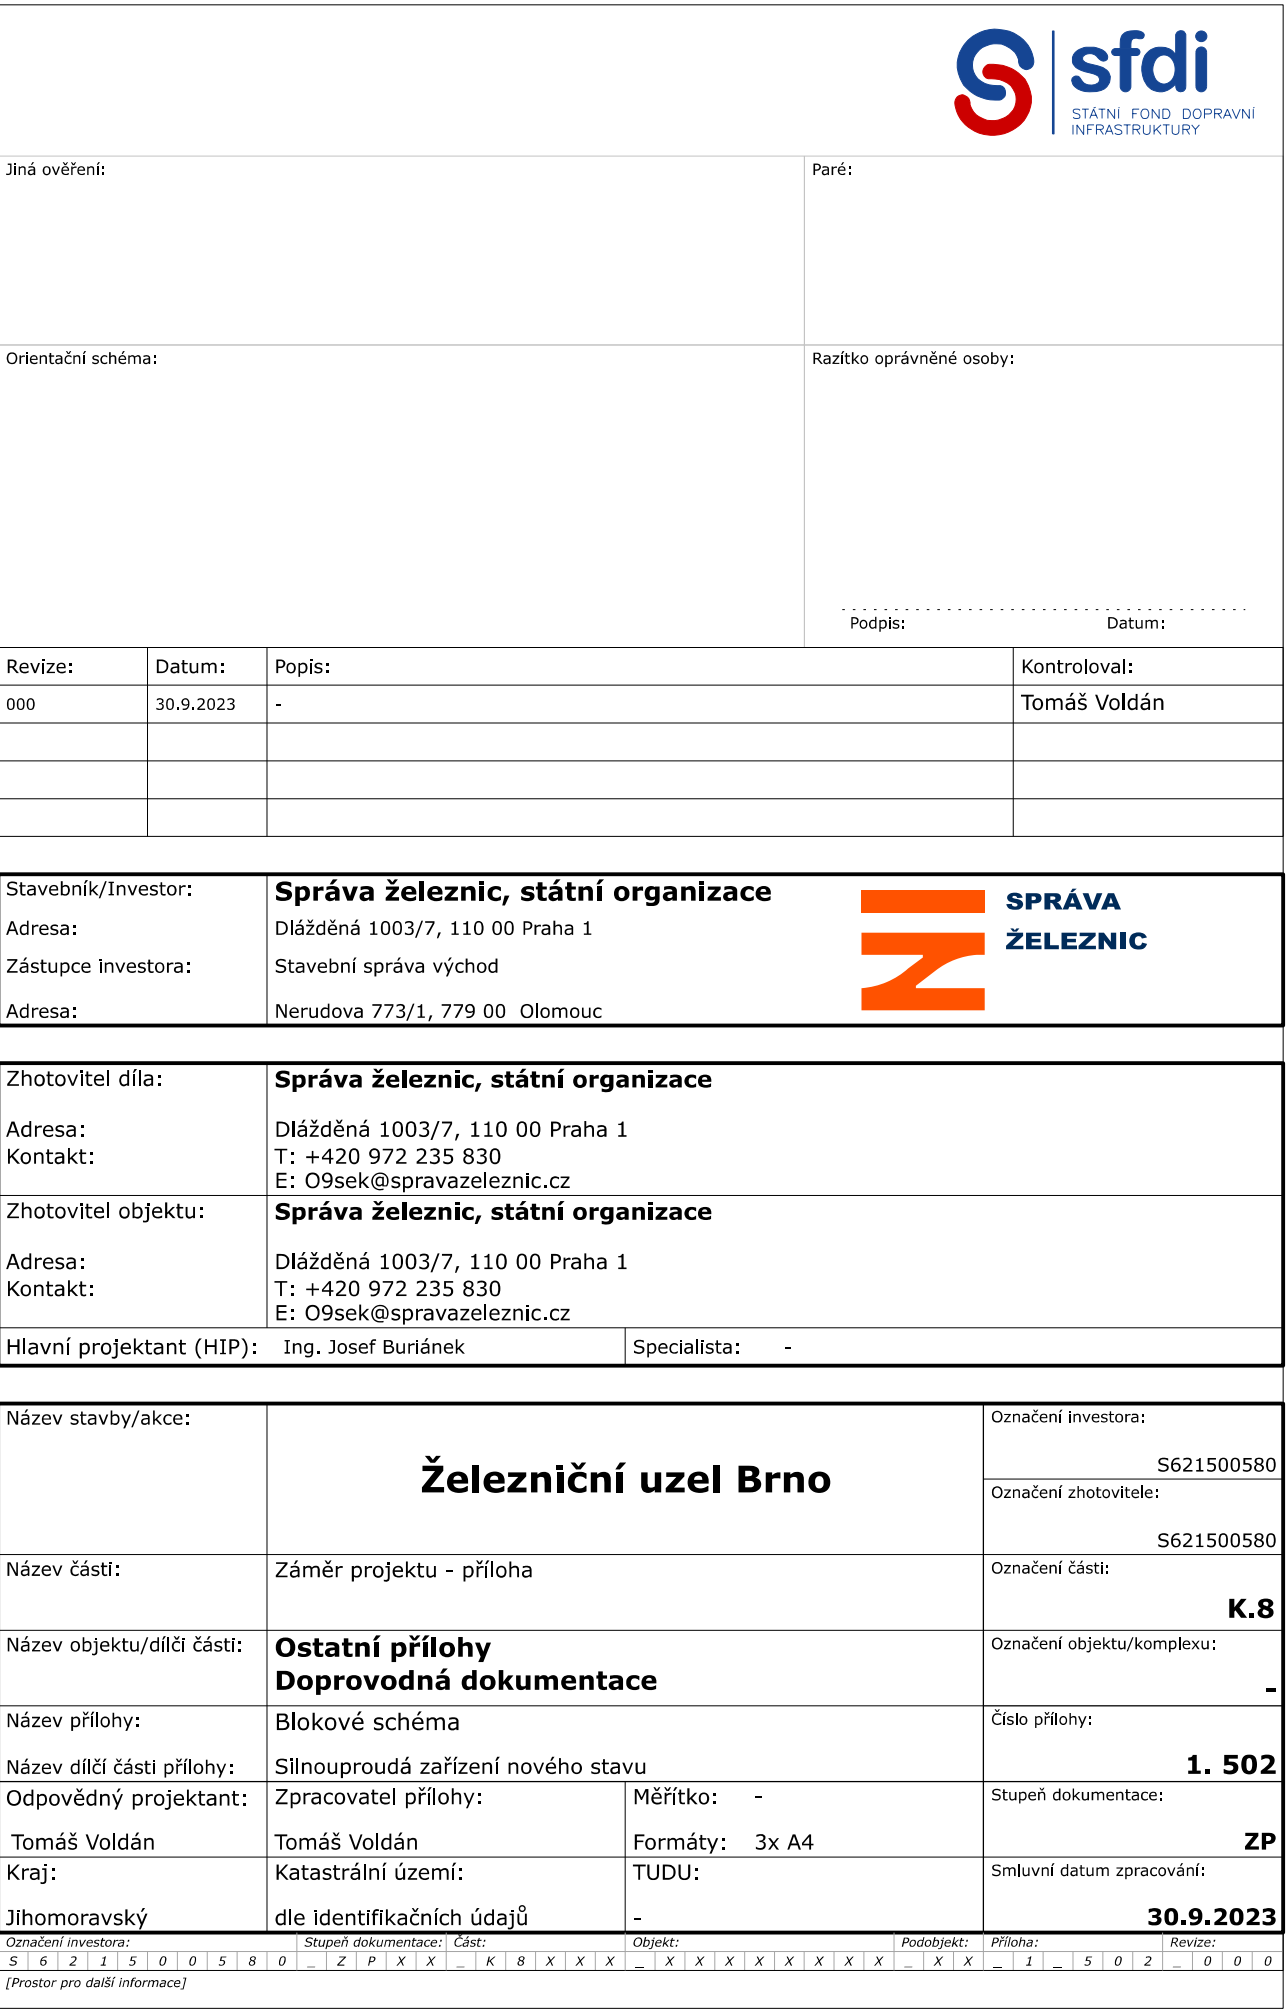 sfdi
STÁTNÍ FOND DOPRAVNÍ
INFRASTRUKTURY
Jiná ověření:
Paré:
Orientační schéma:
Razítko oprávněné osoby:
Podpis: Datum:
Revize: Datum: Popis: Kontroloval:
000 30.9.2023 - Tomáš Voldán
Stavebník/Investor: Správa železnic, státní organizace
Adresa: Dlážděná 1003/7, 110 00 Praha 1
Zástupce investora: Stavební správa východ
Adresa: Nerudova 773/1, 779 00 Olomouc
SPRÁVA
ŽELEZNIC
Zhotovitel díla: Správa železnic, státní organizace
Adresa: Dlážděná 1003/7, 110 00 Praha 1
Kontakt: T: +420 972 235 830
E: O9sek@spravazeleznic.cz
Zhotovitel objektu: Správa železnic, státní organizace
Adresa: Dlážděná 1003/7, 110 00 Praha 1
Kontakt: T: +420 972 235 830
E: O9sek@spravazeleznic.cz
Hlavní projektant (HIP): Ing. Josef Buriánek Specialista: -
Název stavby/akce: Železniční uzel Brno
Označení investora:
S621500580
Označení zhotovitele:
S621500580
Název části: Záměr projektu - příloha Označení části:
K.8
Název objektu/dílči části: Ostatní přílohy Označení objektu/komplexu:
Doprovodná dokumentace -
Název přílohy: Blokové schéma Číslo přílohy:
Název dílčí části přílohy: Silnouproudá zařízení nového stavu 1. 502
Odpovědný projektant: Zpracovatel přílohy: Měřítko: - Stupeň dokumentace:
Tomáš Voldán Tomáš Voldán Formáty: 3x A4 ZP
Kraj: Katastrální území: TUDU: Smluvní datum zpracování:
Jihomoravský dle identifikačních údajů - 30.9.2023
Označení investora: Stupeň dokumentace: Část: Objekt: Podobjekt: Příloha: Revize:
S 6 2 1 5 0 0 5 8 0 _ Z P X X _ K 8 X X X _ X X X X X X X X _ X X _ 1 _ 5 0 2 _ 0 0 0
[Prostor pro další informace]